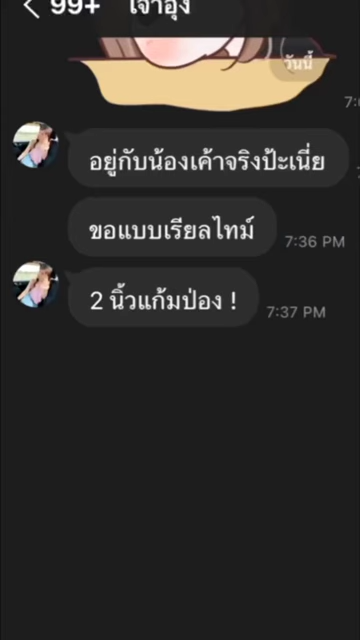 99+ เจ้าอุ๋ง
วันนี้
อยู่กับน้องเค้าจริงป้ะเนี่ย
ขอแบบเรียลไทม์
7:36 PM
2 นิ้วแก้มป่อง !
7:37 PM